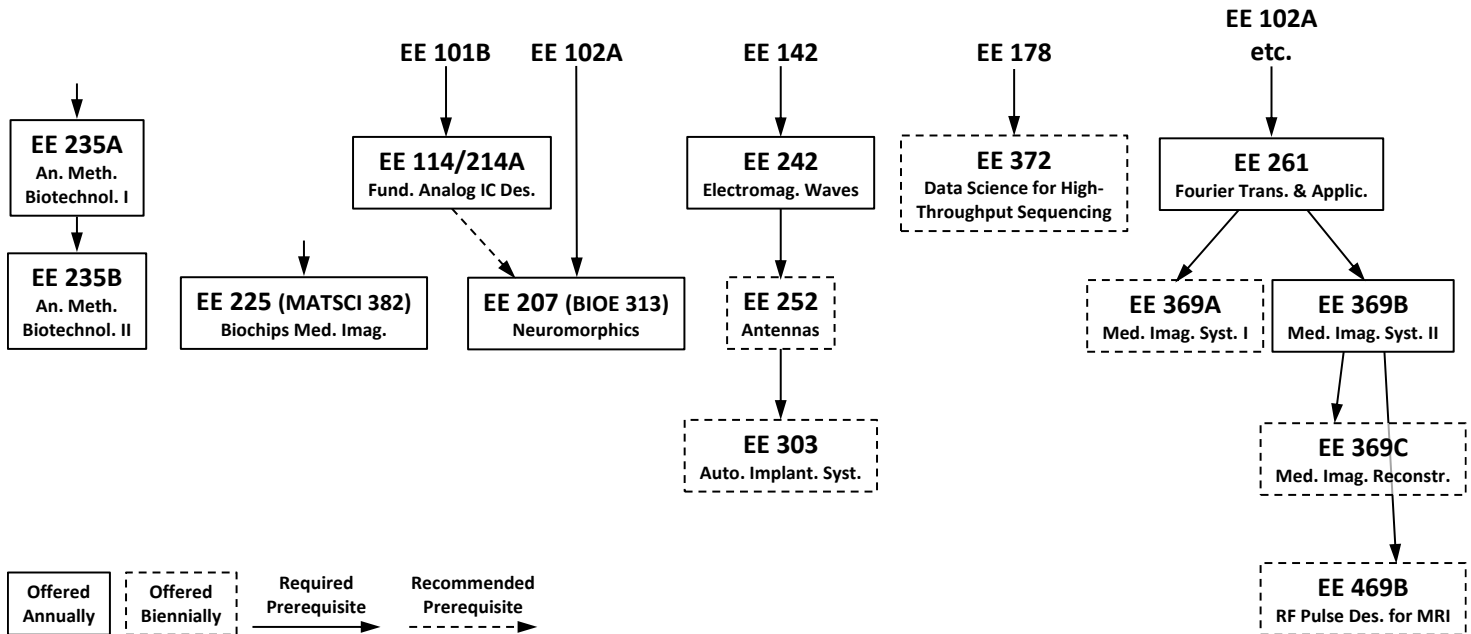 EE 102A
etc.
EE 101B
EE 102A
EE 142
EE 178
EE 235A
An. Meth.
Biotechnol. I
EE 114/214A
Fund. Analog IC Des.
EE 242
Electromag. Waves
EE 372
Data Science for High-
Throughput Sequencing
EE 261
Fourier Trans. & Applic.
EE 235B
An. Meth.
Biotechnol. II
EE 225 (MATSCI 382)
Biochips Med. Imag.
EE 207 (BIOE 313)
Neuromorphics
EE 252
Antennas
EE 369A
Med. Imag. Syst. I
EE 369B
Med. Imag. Syst. II
EE 303
Auto. Implant. Syst.
EE 369C
Med. Imag. Reconstr.
EE 469B
RF Pulse Des. for MRI
Offered
Annually
Offered
Biennially
Required
Prerequisite
Recommended
Prerequisite